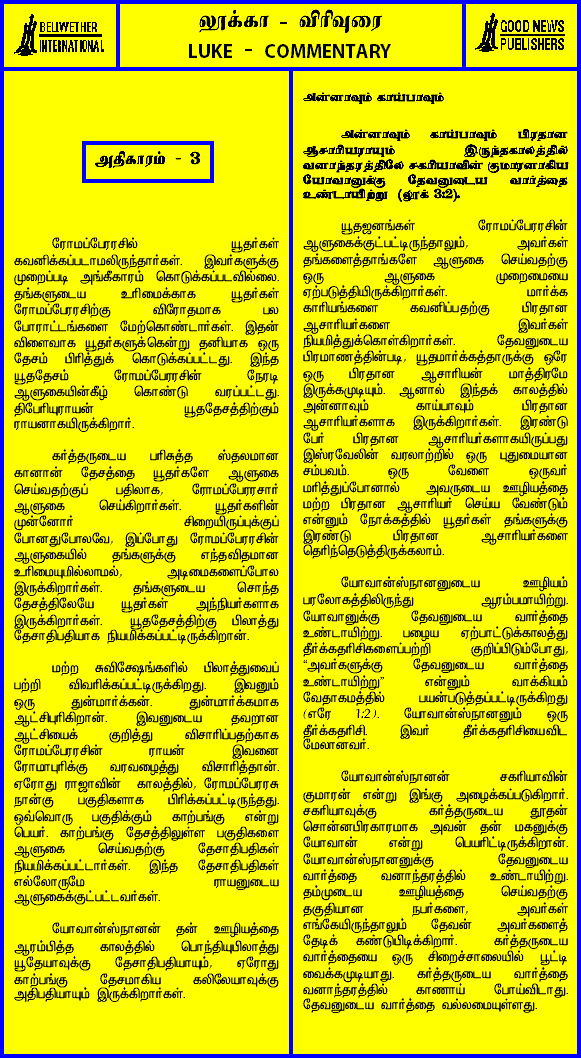 BELLWETHER
INTERNATIONAL
லூக்கா - விரிவுரை
LUKE - COMMENTARY
GOOD NEWS
PUBLISHERS
அதிகாரம் - 3
ரோமப்பேரரசில் யூதர்கள்
கவனிக்கப்படாமலிருந்தார்கள். இவர்களுக்கு
முறைப்படி அங்கீகாரம் கொடுக்கப்படவில்லை.
தங்களுடைய உரிமைக்காக யூதர்கள்
ரோமப்பேரரசிற்கு விரோதமாக பல
போராட்டங்களை மேற்கொண்டார்கள். இதன்
விளைவாக யூதர்களுக்கென்று தனியாக ஒரு
தேசம் பிரித்துக் கொடுக்கப்பட்டது. இந்த
யூததேசம் ரோமப்பேரரசின் நேரடி
ஆளுகையின்கீழ் கொண்டு வரப்பட்டது.
திபேரியுராயன் யூததேசத்திற்கும்
ராயனாகயிருக்கிறார்.
கர்த்தருடைய பரிசுத்த ஸ்தலமான
கானான் தேசத்தை யூதர்களே ஆளுகை
செய்வதற்குப் பதிலாக, ரோமப்பேரரசார்
ஆளுகை செய்கிறார்கள். யூதர்களின்
முன்னோர் சிறையிருப்புக்குப்
போனதுபோலவே, இப்போது ரோமப்பேரரசின்
ஆளுகையில் தங்களுக்கு எந்தவிதமான
உரிமையுமில்லாமல், அடிமைகளைப்போல
இருக்கிறார்கள். தங்களுடைய சொந்த
தேசத்திலேயே யூதர்கள் அந்நியர்களாக
இருக்கிறார்கள். யூததேசத்திற்கு பிலாத்து
தேசாதிபதியாக நியமிக்கப்பட்டிருக்கிறான்.
மற்ற சுவிசேஷங்களில் பிலாத்துவைப்
பற்றி விவரிக்கப்பட்டிருக்கிறது. இவனும்
ஒரு துன்மார்க்கன். துன்மார்க்கமாக
ஆட்சிபுரிகிறான். இவனுடைய தவறான
ஆட்சியைக் குறித்து விசாரிப்பதற்காக
ரோமப்பேரரசின் ராயன் இவனை
ரோமாபுரிக்கு வரவழைத்து விசாரித்தான்.
ஏரோது ராஜாவின் காலத்தில், ரோமப்பேரரசு
நான்கு பகுதிகளாக பிரிக்கப்பட்டிருந்தது.
ஒவ்வொரு பகுதிக்கும் காற்பங்கு என்று
பெயர். காற்பங்கு தேசத்திலுள்ள பகுதிகளை
ஆளுகை செய்வதற்கு தேசாதிபதிகள்
நியமிக்கப்பட்டார்கள். இந்த தேசாதிபதிகள்
எல்லோருமே ராயனுடைய
ஆளுகைக்குட்பட்டவர்கள்.
யோவான்ஸ்நானன் தன் ஊழியத்தை
ஆரம்பித்த காலத்தில் பொந்தியுபிலாத்து
யூதேயாவுக்கு தேசாதிபதியாயும், ஏரோது
காற்பங்கு தேசமாகிய கலிலேயாவுக்கு
அதிபதியாயும் இருக்கிறார்கள்.
அன்னாவும் காய்பாவும்
அன்னாவும் காய்பாவும் பிரதான
ஆசாரியராயும் இருந்தகாலத்தில்
வனாந்தரத்திலே சகரியாவின் குமாரனாகிய
யோவானுக்கு தேவனுடைய வார்த்தை
உண்டாயிற்று (லூக் 3:2).
யூதஜனங்கள் ரோமப்பேரரசின்
ஆளுகைக்குட்பட்டிருந்தாலும், அவர்கள்
தங்களைத்தாங்களே ஆளுகை செய்வதற்கு
ஒரு ஆளுகை முறைமையை
ஏற்படுத்தியிருக்கிறார்கள். மார்க்க
காரியங்களை கவனிப்பதற்கு பிரதான
ஆசாரியர்களை இவர்கள்
நியமித்துக்கொள்கிறார்கள். தேவனுடைய
பிரமாணத்தின்படி, யூதமார்க்கத்தாருக்கு ஒரே
ஒரு பிரதான ஆசாரியன் மாத்திரமே
இருக்கமுடியும். ஆனால் இந்தக் காலத்தில்
அன்னாவும் காய்பாவும் பிரதான
ஆசாரியர்களாக இருக்கிறார்கள். இரண்டு
பேர் பிரதான ஆசாரியர்களாகயிருப்பது
இஸ்ரவேலின் வரலாற்றில் ஒரு புதுமையான
சம்பவம். ஒரு வேளை ஒருவர்
மரித்துப்போனால் அவருடைய ஊழியத்தை
மற்ற பிரதான ஆசாரியர் செய்ய வேண்டும்
என்னும் நோக்கத்தில் யூதர்கள் தங்களுக்கு
இரண்டு பிரதான ஆசாரியர்களை
தெரிந்தெடுத்திருக்கலாம்.
யோவான்ஸ்நானனுடைய ஊழியம்
பரலோகத்திலிருந்து ஆரம்பமாயிற்று.
யோவானுக்கு தேவனுடைய வார்த்தை
உண்டாயிற்று. பழைய ஏற்பாட்டுக்காலத்து
தீர்க்கதரிசிகளைப்பற்றி குறிப்பிடும்போது,
“அவர்களுக்கு தேவனுடைய வார்த்தை
உண்டாயிற்று” என்னும் வாக்கியம்
வேதாகமத்தில் பயன்படுத்தப்பட்டிருக்கிறது
(எரே 1:2). யோவான்ஸ்நானனும் ஒரு
தீர்க்கதரிசி. இவர் தீர்க்கதரிசியைவிட
மேலானவர்.
யோவான்ஸ்நானன் சகரியாவின்
குமாரன் என்று இங்கு அழைக்கப்படுகிறார்.
சகரியாவுக்கு கர்த்தருடைய தூதன்
சொன்னபிரகாரமாக அவன் தன் மகனுக்கு
யோவான் என்று பெயரிட்டிருக்கிறான்.
யோவான்ஸ்நானனுக்கு தேவனுடைய
வார்த்தை வனாந்தரத்தில் உண்டாயிற்று.
தம்முடைய ஊழியத்தை செய்வதற்கு
தகுதியான நபர்களை, அவர்கள்
எங்கேயிருந்தாலும் தேவன் அவர்களைத்
தேடிக் கண்டுபிடிக்கிறார். கர்த்தருடைய
வார்த்தையை ஒரு சிறைச்சாலையில் பூட்டி
வைக்கமுடியாது. கர்த்தருடைய வார்த்தை
வனாந்தரத்தில் காணாய் போய்விடாது.
தேவனுடைய வார்த்தை வல்லமையுள்ளது.